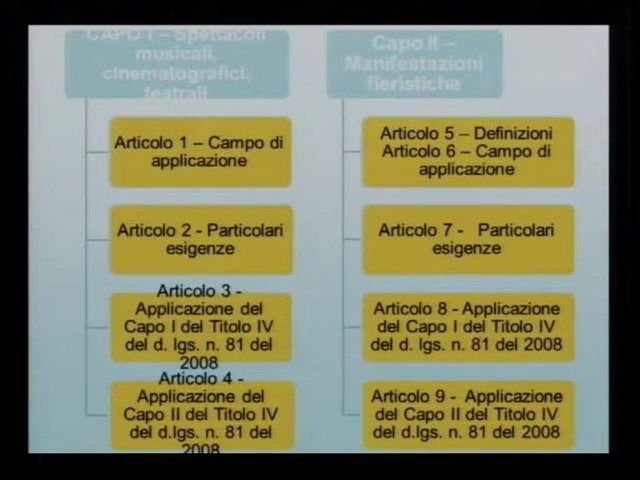 CAPO I – Spettacoli
musicali,
cinematografici,
teatrali
Articolo 1 – Campo di
applicazione
Articolo 2 - Particolari
esigenze
Articolo 3 -
Applicazione del
Capo I del Titolo IV
del d. lgs. n. 81 del
2008
Articolo 4 -
Applicazione del
Capo II del Titolo IV
del d.lgs. n. 81 del
2008
Capo II –
Manifestazioni
fieristiche
Articolo 5 – Definizioni
Articolo 6 – Campo di
applicazione
Articolo 7 - Particolari
esigenze
Articolo 8 - Applicazione
del Capo I del Titolo IV
del d. lgs. n. 81 del 2008
Articolo 9 - Applicazione
del Capo II del Titolo IV
del d.lgs. n. 81 del 2008